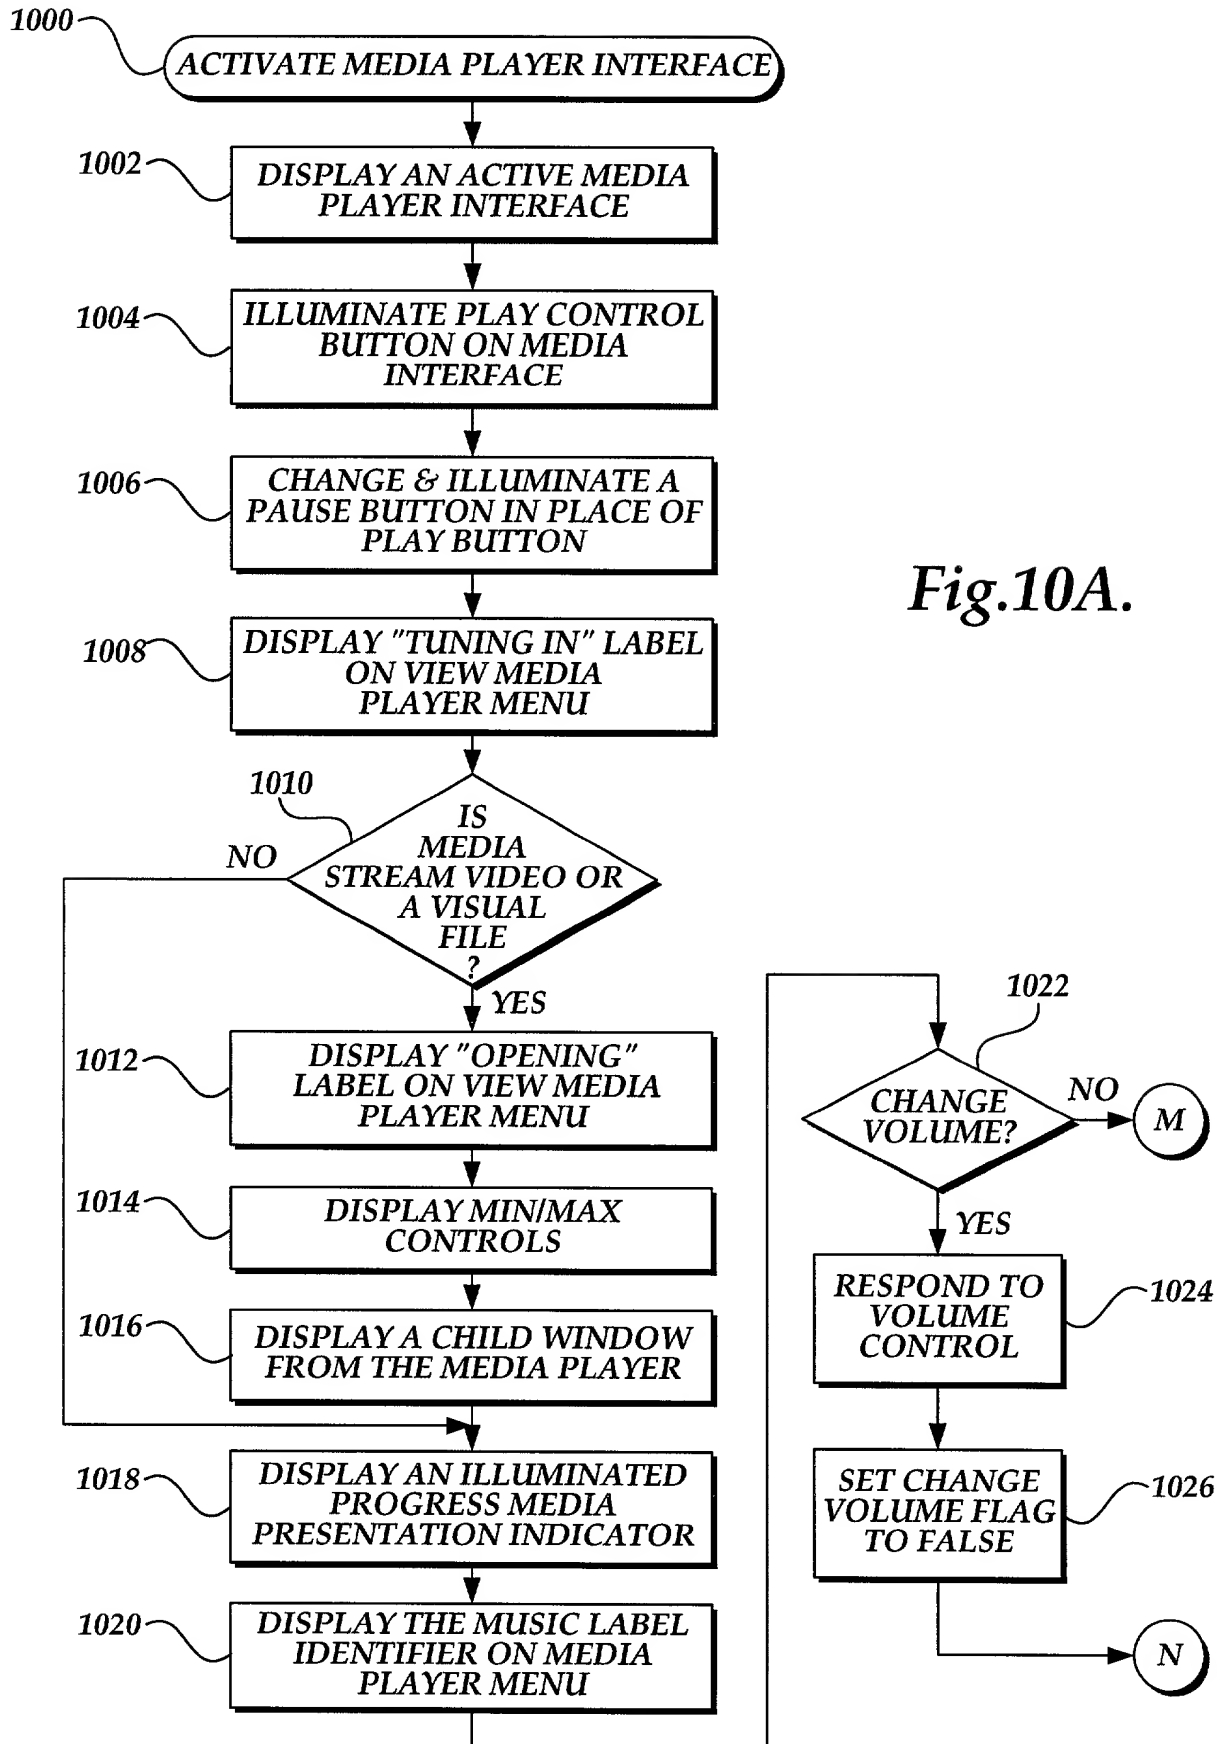 1000
ACTIVATE MEDIA PLAYER INTERFACE
1002
DISPLAY AN ACTIVE MEDIA
PLAYER INTERFACE
1004
ILLUMINATE PLAY CONTROL
BUTTON ON MEDIA
INTERFACE
1006
CHANGE & ILLUMINATE A
PAUSE BUTTON IN PLACE OF
PLAY BUTTON
Fig.10A.
1008
DISPLAY "TUNING IN" LABEL
ON VIEW MEDIA
PLAYER MENU
1010
IS
MEDIA
STREAM VIDEO OR
A VISUAL
FILE
?
NO
YES
1012
DISPLAY "OPENING"
LABEL ON VIEW MEDIA
PLAYER MENU
1014
DISPLAY MIN/MAX
CONTROLS
1016
DISPLAY A CHILD WINDOW
FROM THE MEDIA PLAYER
1018
DISPLAY AN ILLUMINATED
PROGRESS MEDIA
PRESENTATION INDICATOR
1020
DISPLAY THE MUSIC LABEL
IDENTIFIER ON MEDIA
PLAYER MENU
1022
CHANGE
VOLUME?
NO
M
YES
RESPOND TO
VOLUME
CONTROL
1024
SET CHANGE
VOLUME FLAG
TO FALSE
1026
N